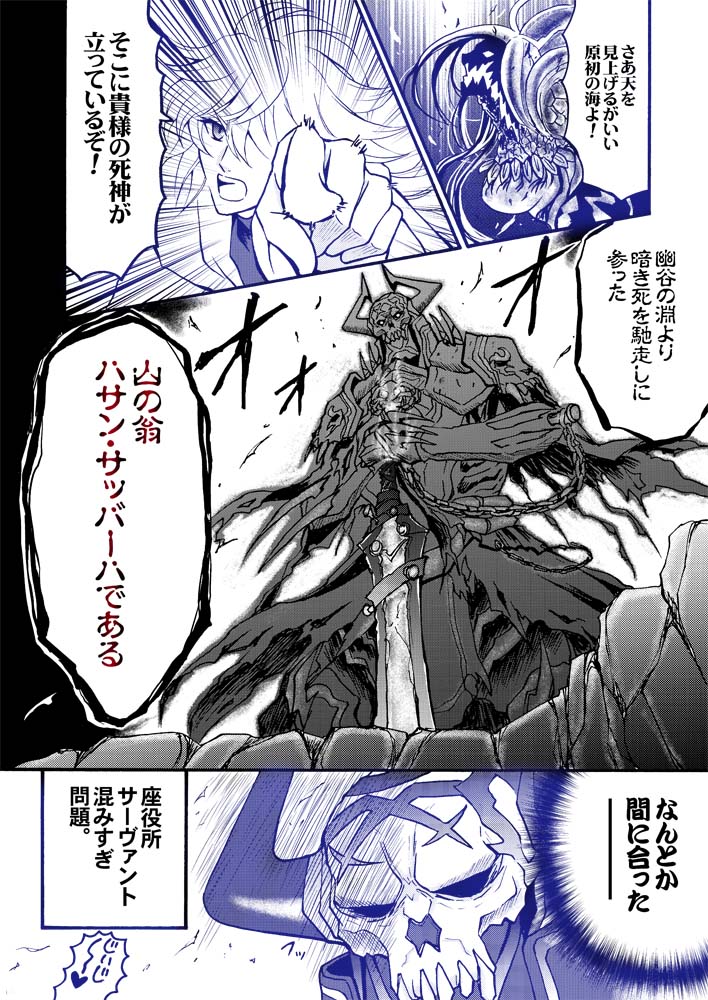 さあ天を
見上げるがいい
原初の海よ！
そこに貴様の死神が
立っているぞ！
幽谷の淵より
暗き死を馳走しに
参った
オオオ
山の翁
ハサン・サッバーハである
なんとか
間に合った
――
座役所
サーヴァント
混みすぎ
問題。